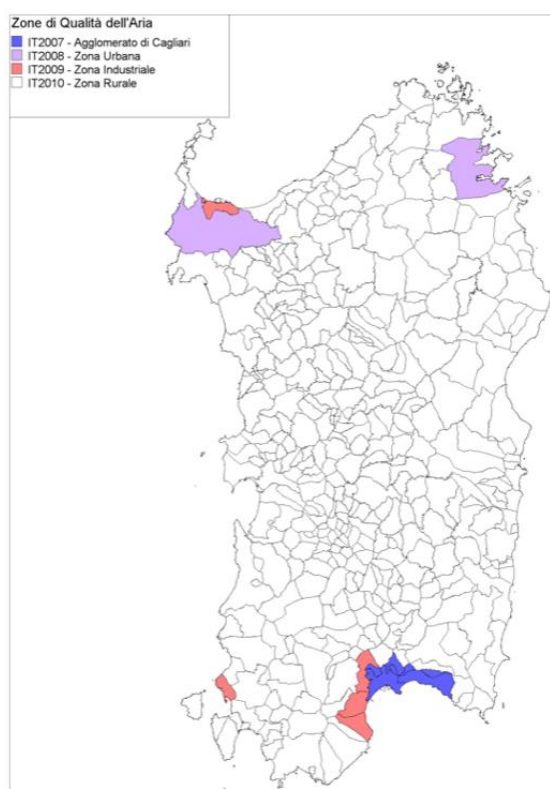 Zone di Qualità dell'Aria
IT2007 - Agglomerato di Cagliari
IT2008 - Zona Urbana
IT2009 - Zona Industriale
IT2010 - Zona Rurale